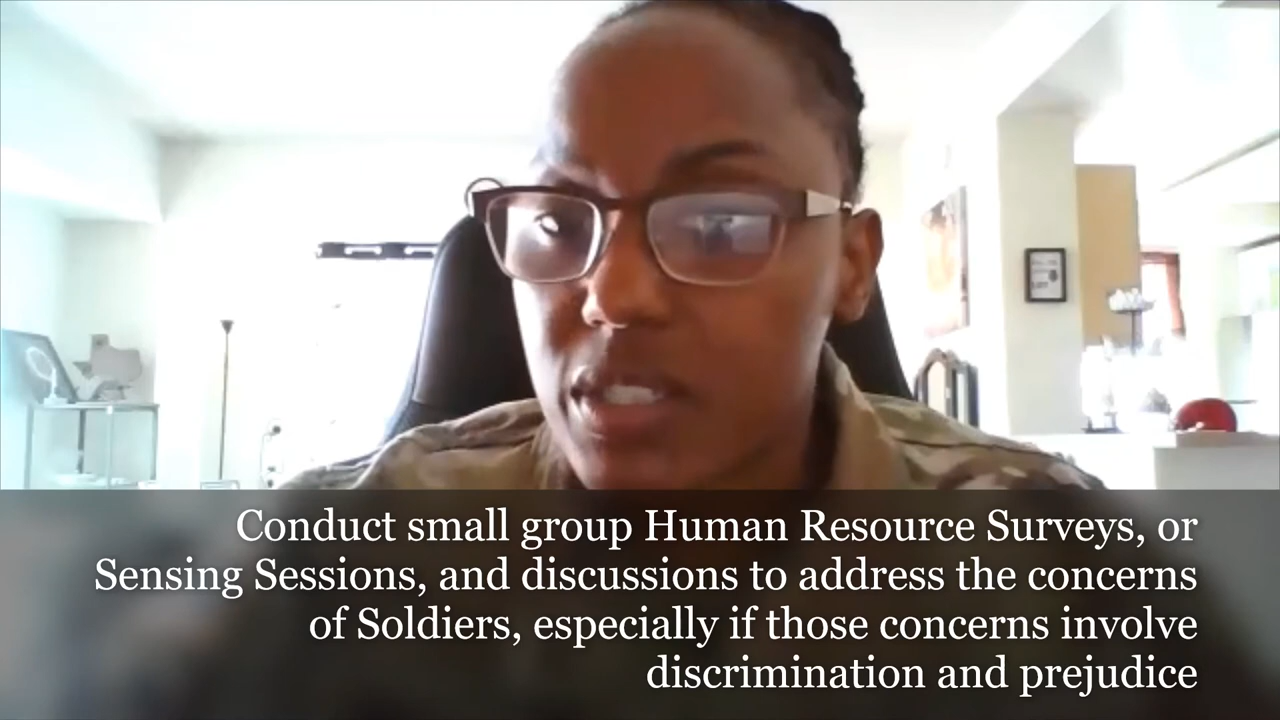 Conduct small group Human Resource Surveys, or
Sensing Sessions, and discussions to address the concerns
of Soldiers, especially if those concerns involve
discrimination and prejudice